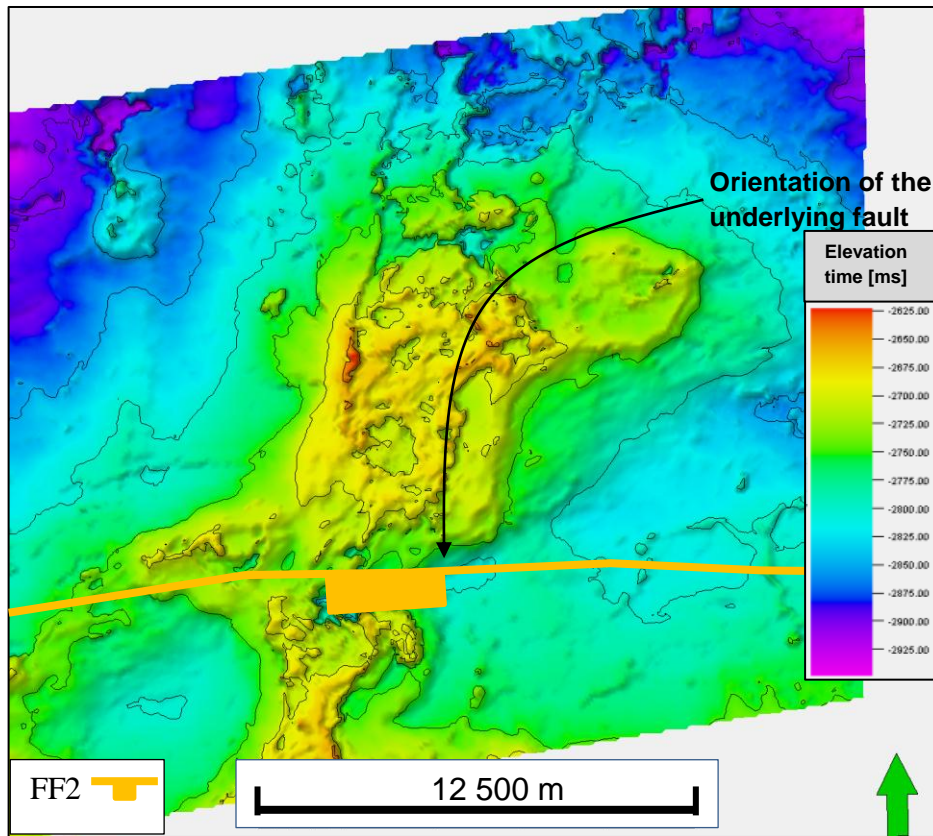 Orientation of the
underlying fault
Elevation
time [ms]
-2625.00
-2650.00
-2675.00
-2700.00
-2725.00
-2750.00
-2775.00
-2800.00
-2825.00
-2850.00
-2875.00
-2900.00
-2925.00
FF2
12 500 m